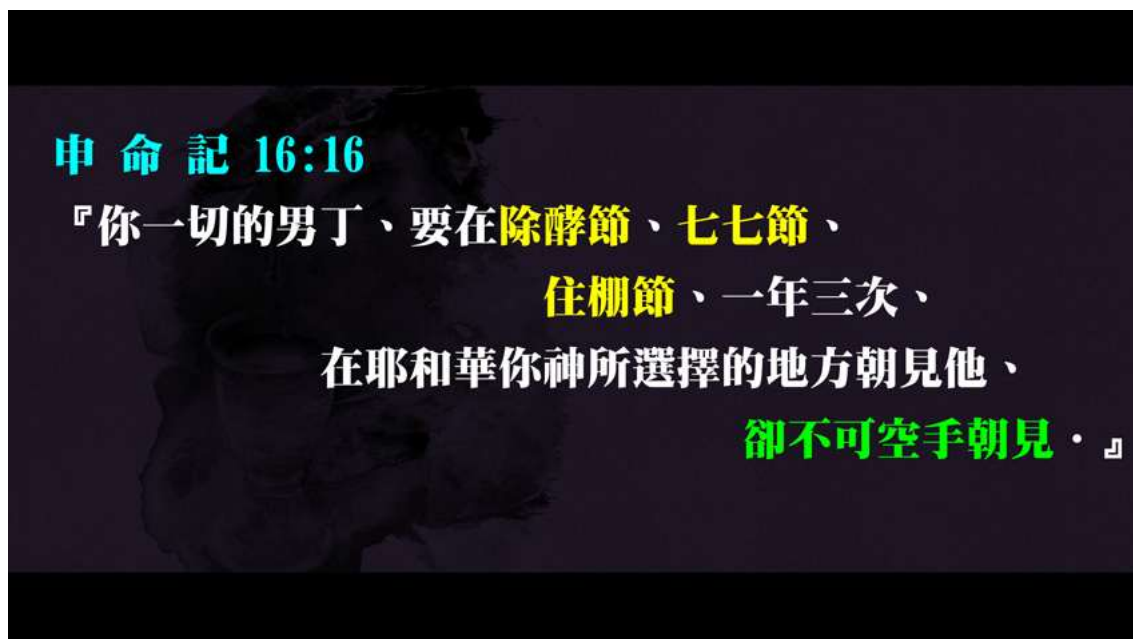 申 命 記 16:16
『你一切的男丁、要在除酵節、七七節、
住棚節、一年三次、
在耶和華你神所選擇的地方朝見他、
卻不可空手朝見．』